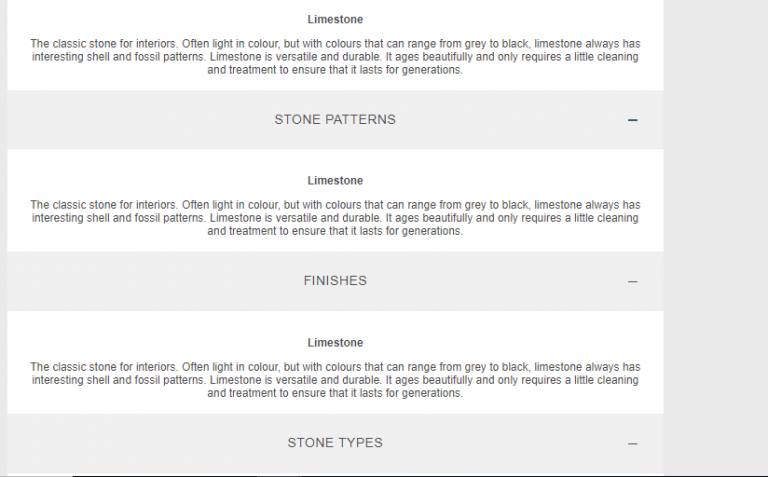 Limestone
The classic stone for interiors. Often light in colour, but with colours that can range from grey to black, limestone always has
interesting shell and fossil patterns. Limestone is versatile and durable. It ages beautifully and only requires a little cleaning
and treatment to ensure that it lasts for generations.
STONE PATTERNS
Limestone
The classic stone for interiors. Often light in colour, but with colours that can range from grey to black, limestone always has
interesting shell and fossil patterns. Limestone is versatile and durable. It ages beautifully and only requires a little cleaning
and treatment to ensure that it lasts for generations.
FINISHES
Limestone
The classic stone for interiors. Often light in colour, but with colours that can range from grey to black, limestone always has
interesting shell and fossil patterns. Limestone is versatile and durable. It ages beautifully and only requires a little cleaning
and treatment to ensure that it lasts for generations.
STONE TYPES